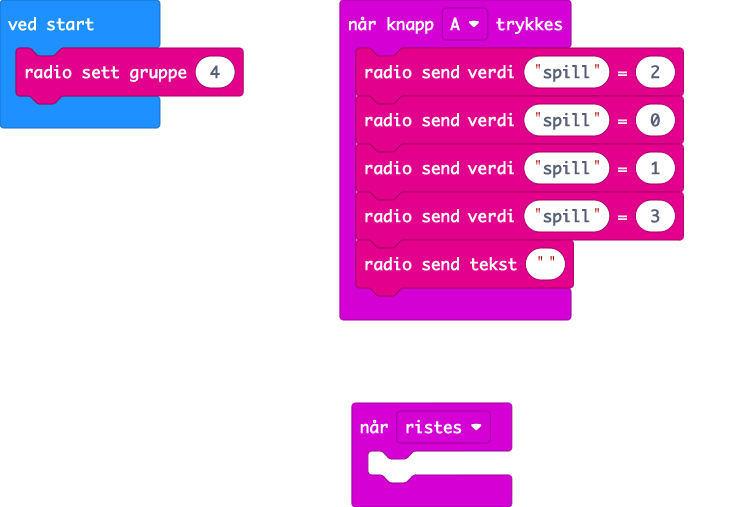 ved start
radio sett gruppe 4
når knapp A trykkes
radio send verdi "spill" = 2
radio send verdi "spill" = 0
radio send verdi "spill" = 1
radio send verdi "spill" = 3
radio send tekst " "
når ristes